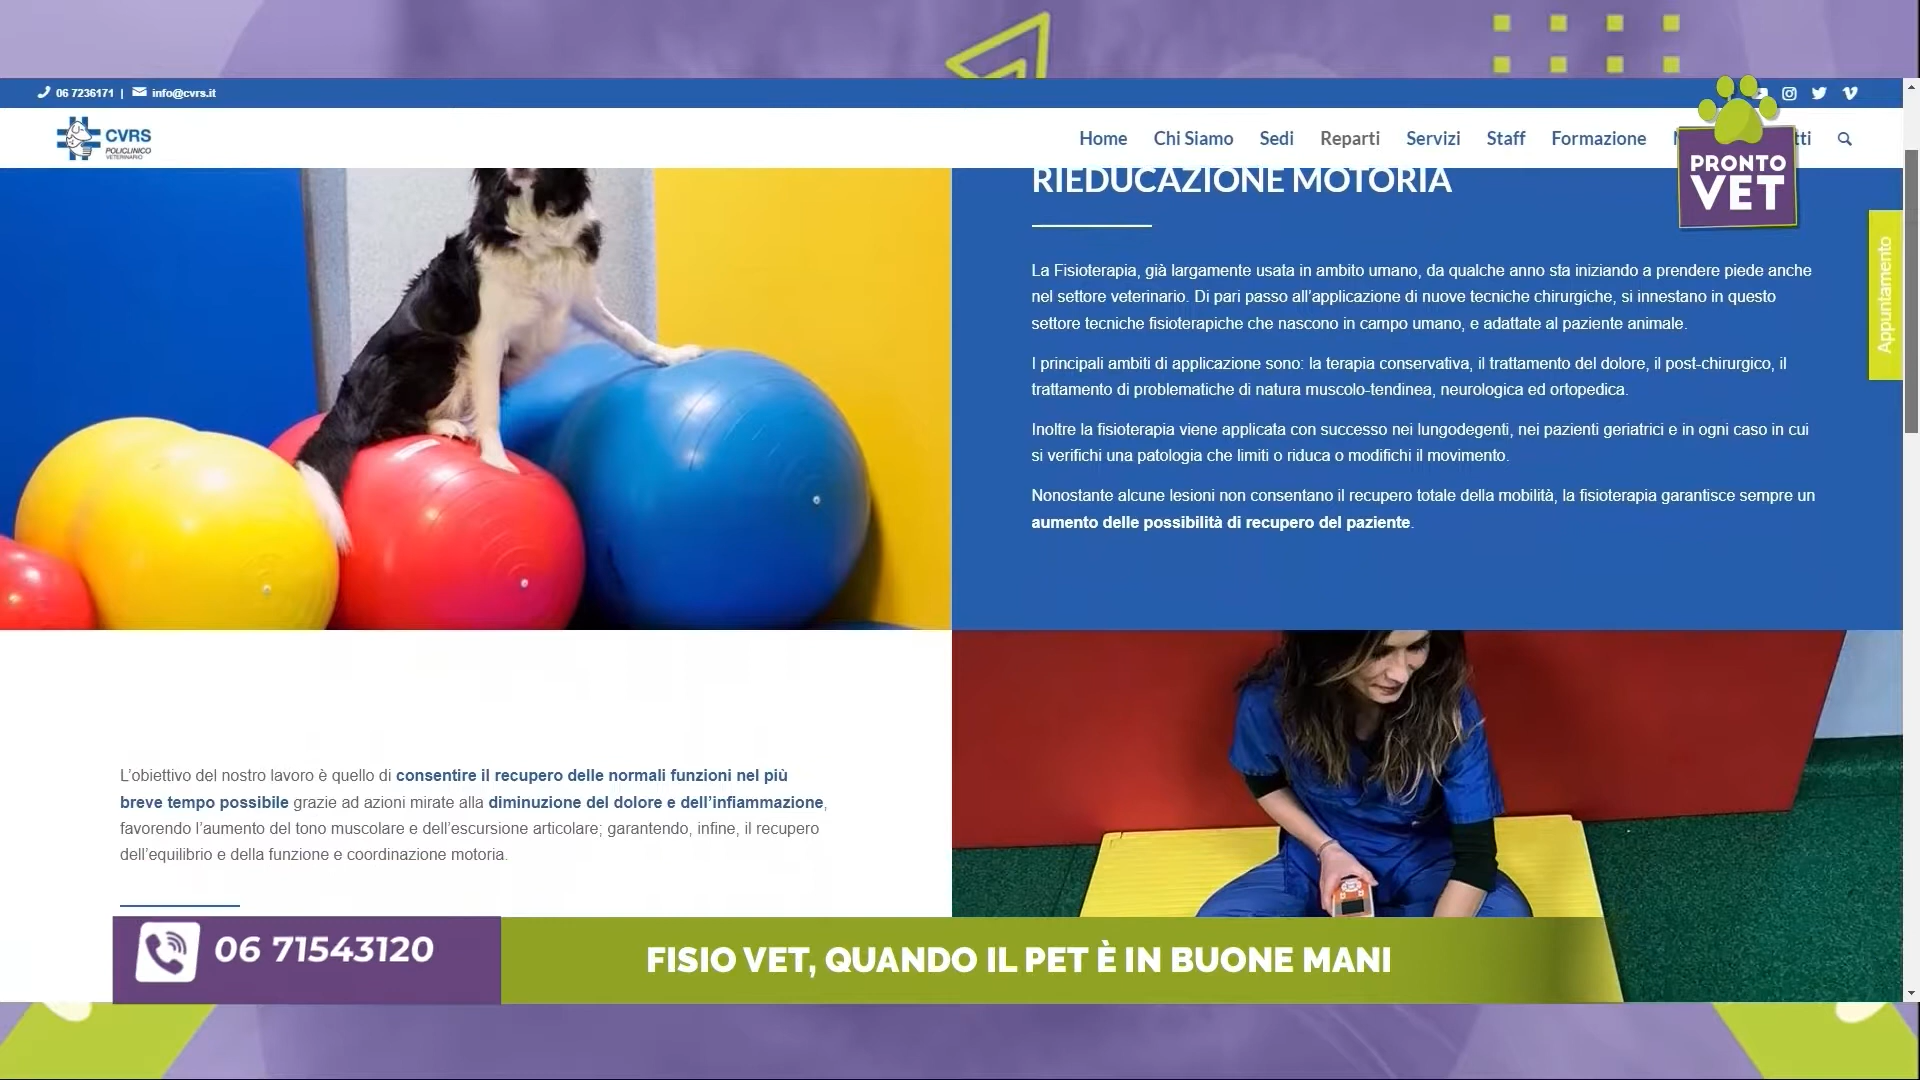 06 7236171 | info@cvrs.it
CVRS
POLICLINICO
VETERINARIO
Home Chi Siamo Sedi Reparti Servizi Staff Formazione
PRONTO
VET
Appuntamento
RIEDUCAZIONE MOTORIA
La Fisioterapia, già largamente usata in ambito umano, da qualche anno sta iniziando a prendere piede anche
nel settore veterinario. Di pari passo all’applicazione di nuove tecniche chirurgiche, si innestano in questo
settore tecniche fisioterapiche che nascono in campo umano, e adattate al paziente animale.
I principali ambiti di applicazione sono: la terapia conservativa, il trattamento del dolore, il post-chirurgico, il
trattamento di problematiche di natura muscolo-tendinea, neurologica ed ortopedica.
Inoltre la fisioterapia viene applicata con successo nei lungodegenti, nei pazienti geriatrici e in ogni caso in cui
si verifichi una patologia che limiti o riduca o modifichi il movimento.
Nonostante alcune lesioni non consentano il recupero totale della mobilità, la fisioterapia garantisce sempre un
aumento delle possibilità di recupero del paziente.
L’obiettivo del nostro lavoro è quello di consentire il recupero delle normali funzioni nel più
breve tempo possibile grazie ad azioni mirate alla diminuzione del dolore e dell’infiammazione,
favorendo l’aumento del tono muscolare e dell’escursione articolare; garantendo, infine, il recupero
dell’equilibrio e della funzione e coordinazione motoria.
06 71543120
FISIO VET, QUANDO IL PET È IN BUONE MANI